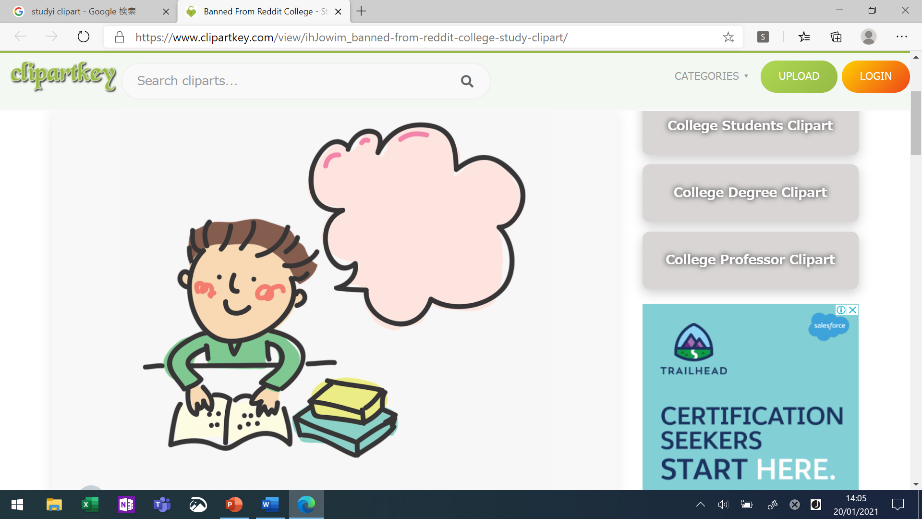 studyi clipart - Google 検索
Banned From Reddit College - St
https://www.clipartkey.com/view/ihJowim_banned-from-reddit-college-study-clipart/
clipartkey
Search cliparts...
CATEGORIES
UPLOAD
LOGIN
College Students Clipart
College Degree Clipart
College Professor Clipart
salesforce
TRAILHEAD
CERTIFICATION
SEEKERS
START HERE.
14:05
20/01/2021